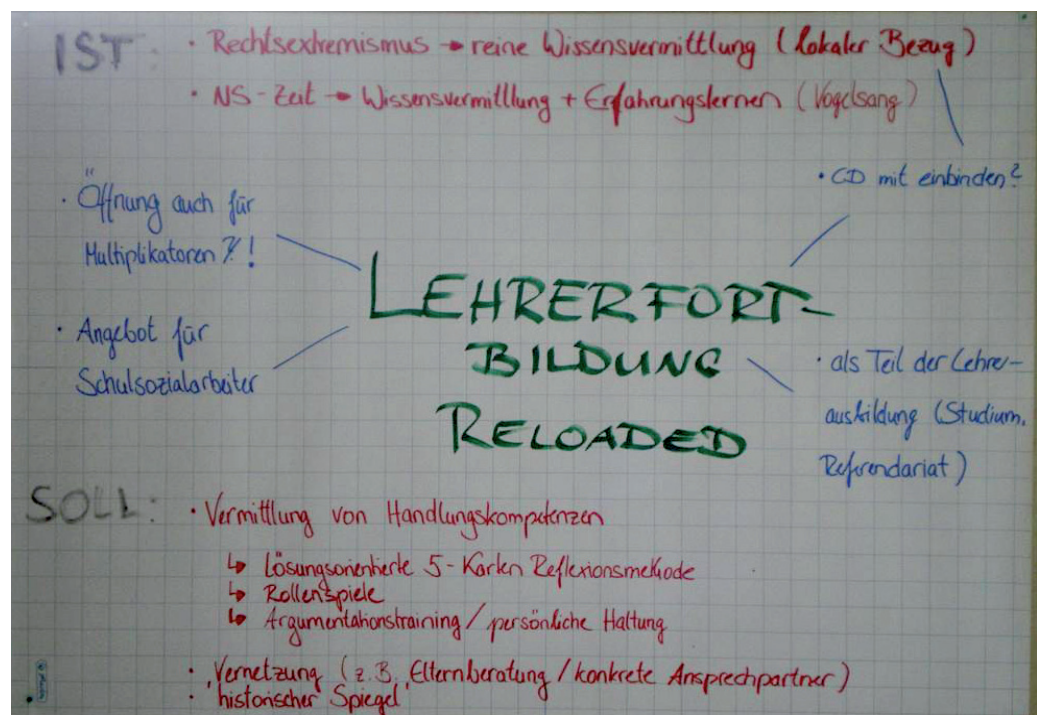 IST: · Rechtsextremismus → reine Wissensvermittlung (lokaler Bezug)
· NS-Zeit → Wissensvermittlung + Erfahrungslernen (Vogelsang)
· CD mit einbinden?
· Öffnung auch für
Multiplikatoren ?!
· Angebot für
Schulsozialarbeiter
LEHRERFORT-
BILDUNG
RELOADED
· als Teil der Lehrer-
ausbildung (Studium,
Referendariat)
SOLL: · Vermittlung von Handlungskompetenzen
↳ Lösungsorientierte 5-Karten Reflexionsmethode
↳ Rollenspiele
↳ Argumentationstraining / persönliche Haltung
· Vernetzung (z.B. Elternberatung / konkrete Ansprechpartner)
· 'historischer Spiegel'